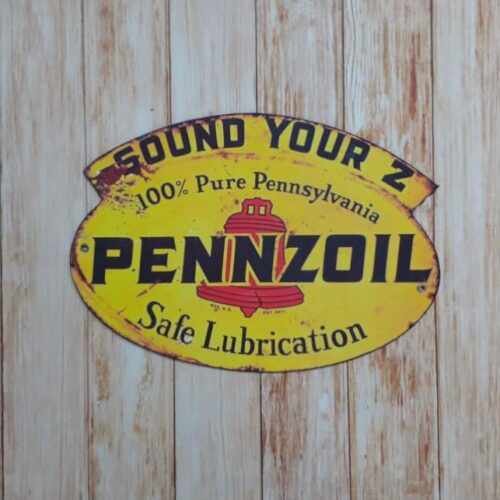 SOUND YOUR Z
100% Pure Pennsylvania
PENNZOIL
Safe Lubrication